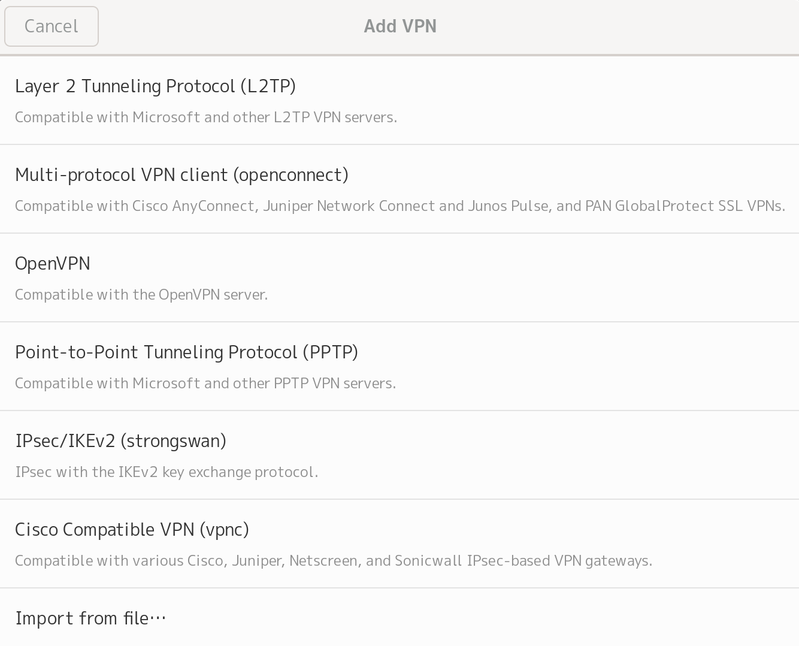 Cancel
Add VPN
Layer 2 Tunneling Protocol (L2TP)
Compatible with Microsoft and other L2TP VPN servers.
Multi-protocol VPN client (openconnect)
Compatible with Cisco AnyConnect, Juniper Network Connect and Junos Pulse, and PAN GlobalProtect SSL VPNs.
OpenVPN
Compatible with the OpenVPN server.
Point-to-Point Tunneling Protocol (PPTP)
Compatible with Microsoft and other PPTP VPN servers.
IPsec/IKEv2 (strongswan)
IPsec with the IKEv2 key exchange protocol.
Cisco Compatible VPN (vpnc)
Compatible with various Cisco, Juniper, Netscreen, and Sonicwall IPsec-based VPN gateways.
Import from file…